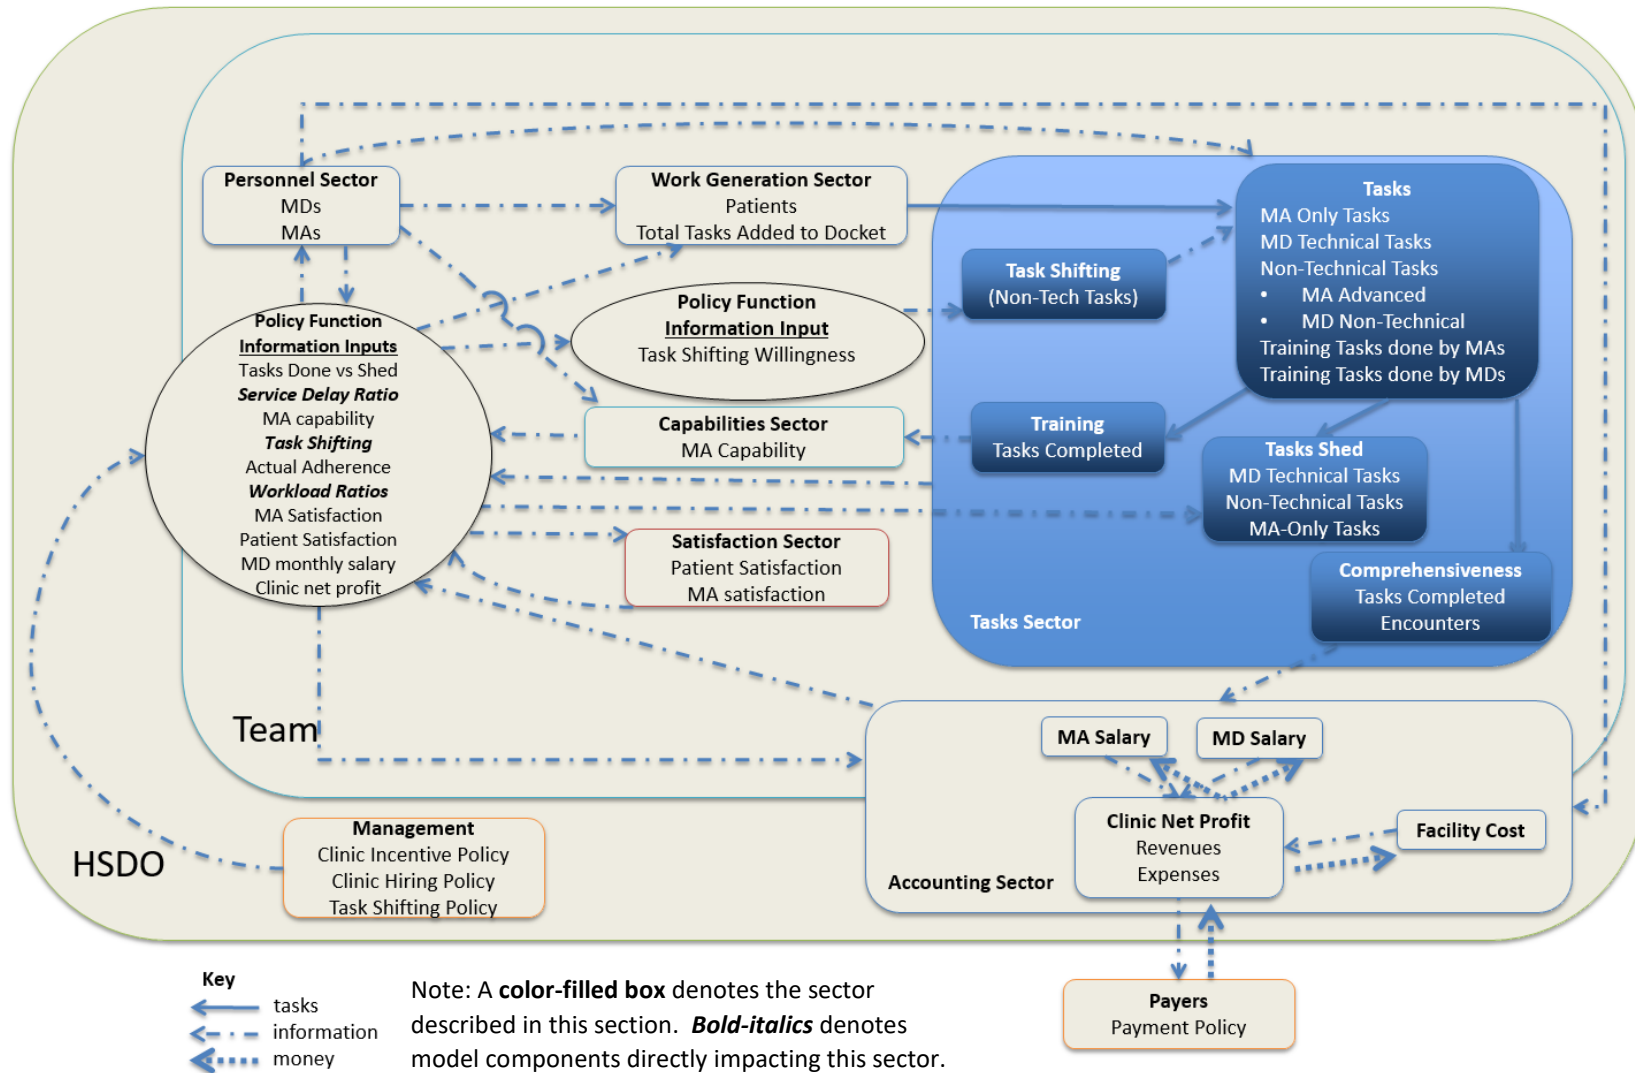 Personnel Sector
MDs
MAs
Work Generation Sector
Patients
Total Tasks Added to Docket
Tasks
MA Only Tasks
MD Technical Tasks
Non-Technical Tasks
• MA Advanced
• MD Non-Technical
Training Tasks done by MAs
Training Tasks done by MDs
Task Shifting
(Non-Tech Tasks)
Policy Function
Information Input
Task Shifting Willingness
Policy Function
Information Inputs
Tasks Done vs Shed
Service Delay Ratio
MA capability
Task Shifting
Actual Adherence
Workload Ratios
MA Satisfaction
Patient Satisfaction
MD monthly salary
Clinic net profit
Capabilities Sector
MA Capability
Training
Tasks Completed
Tasks Shed
MD Technical Tasks
Non-Technical Tasks
MA-Only Tasks
Satisfaction Sector
Patient Satisfaction
MA satisfaction
Comprehensiveness
Tasks Completed
Encounters
Tasks Sector
Team
MA Salary
MD Salary
Clinic Net Profit
Revenues
Expenses
Facility Cost
Accounting Sector
Management
Clinic Incentive Policy
Clinic Hiring Policy
Task Shifting Policy
HSDO
Key
tasks
information
money
Note: A color-filled box denotes the sector
described in this section. Bold-italics denotes
model components directly impacting this sector.
Payers
Payment Policy